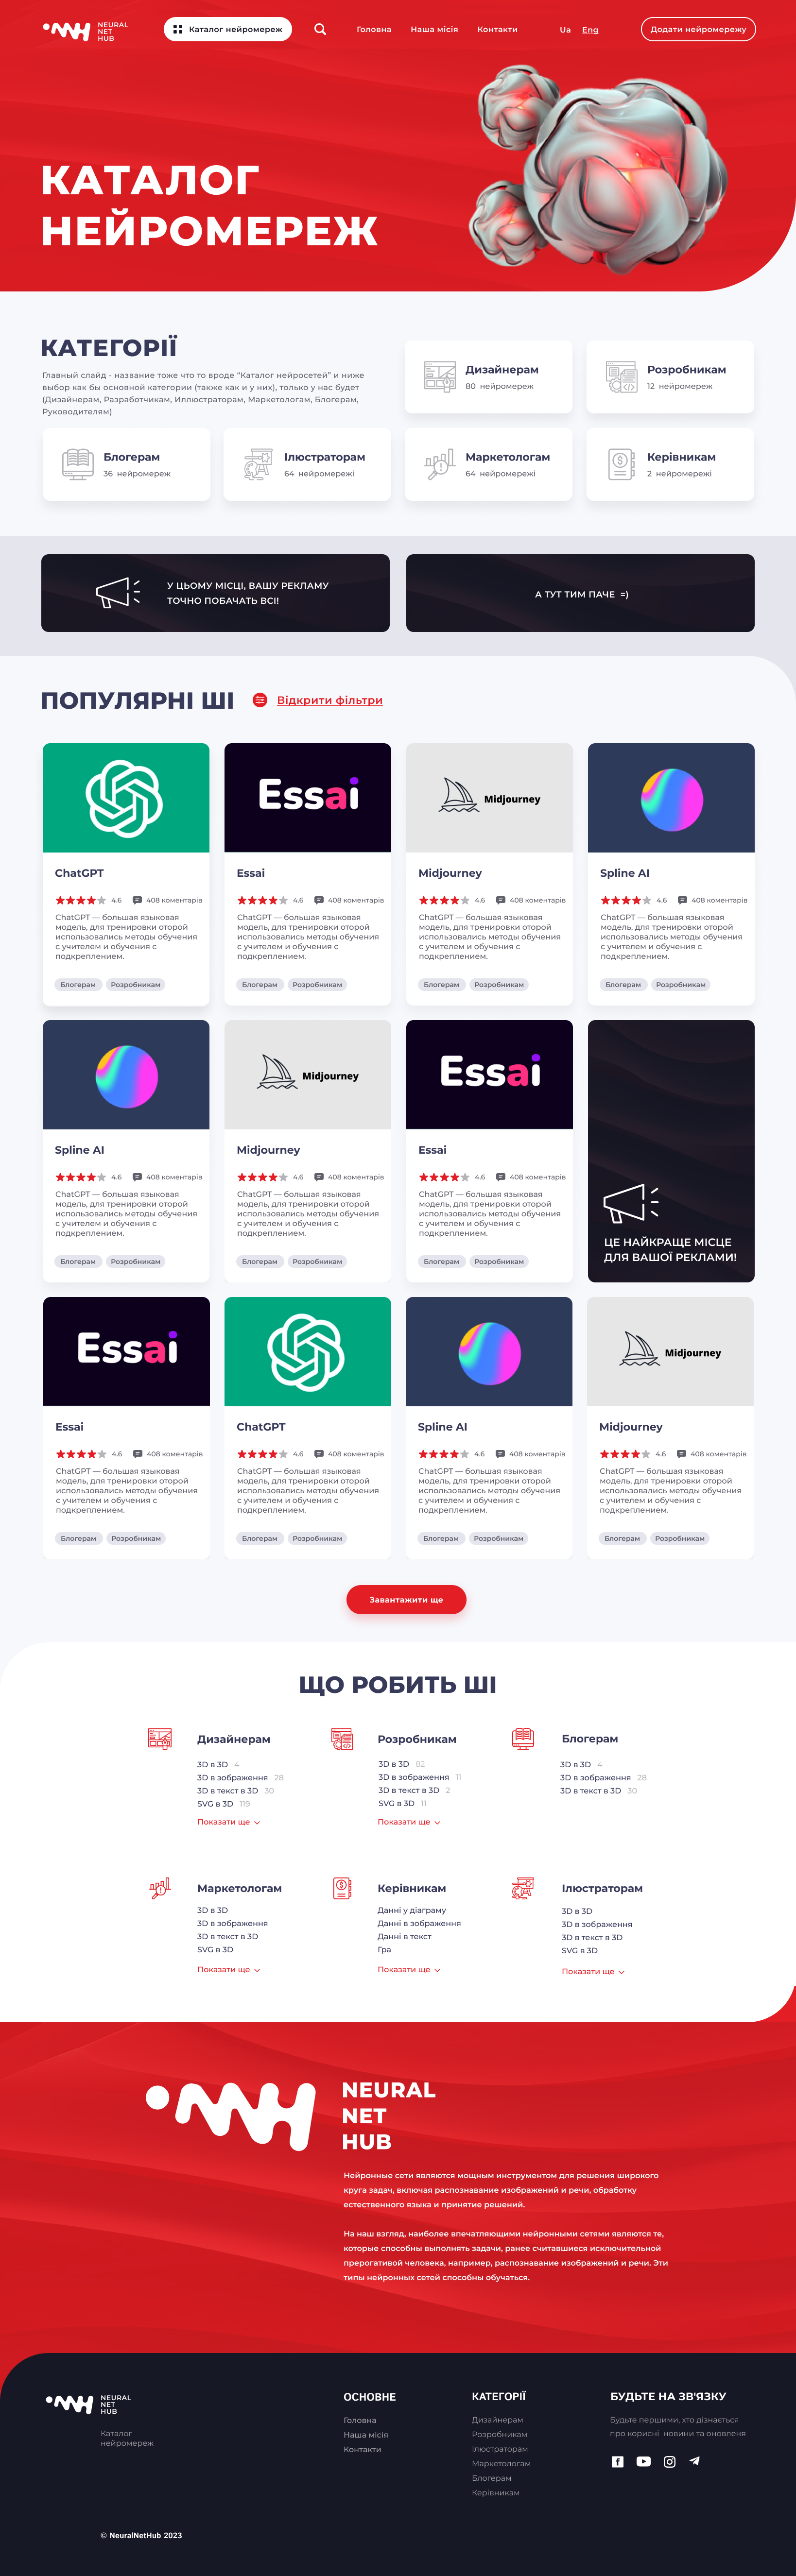 NEURAL
NET
HUB
Каталог нейромереж
Головна
Наша місія
Контакти
Ua
Eng
Додати нейромережу
КАТАЛОГ
НЕЙРОМЕРЕЖ
КАТЕГОРІЇ
Главный слайд - название тоже что то вроде “Каталог нейросетей” и ниже
выбор как бы основной категории (также как и у них), только у нас будет
(Дизайнерам, Разработчикам, Иллюстраторам, Маркетологам, Блогерам,
Руководителям)
Дизайнерам
80 нейромереж
Розробникам
12 нейромереж
Блогерам
36 нейромереж
Ілюстраторам
64 нейромережі
Маркетологам
64 нейромережі
Керівникам
2 нейромережі
У ЦЬОМУ МІСЦІ, ВАШУ РЕКЛАМУ
ТОЧНО ПОБАЧАТЬ ВСІ!
А ТУТ ТИМ ПАЧЕ =)
ПОПУЛЯРНІ ШІ
Відкрити фільтри
ChatGPT
4.6
408 коментарів
ChatGPT — большая языковая
модель, для тренировки оторой
использовались методы обучения
с учителем и обучения с
подкреплением.
Блогерам
Розробникам
Essai
Essai
4.6
408 коментарів
ChatGPT — большая языковая
модель, для тренировки оторой
использовались методы обучения
с учителем и обучения с
подкреплением.
Блогерам
Розробникам
Midjourney
Midjourney
4.6
408 коментарів
ChatGPT — большая языковая
модель, для тренировки оторой
использовались методы обучения
с учителем и обучения с
подкреплением.
Блогерам
Розробникам
Spline AI
4.6
408 коментарів
ChatGPT — большая языковая
модель, для тренировки оторой
использовались методы обучения
с учителем и обучения с
подкреплением.
Блогерам
Розробникам
Spline AI
4.6
408 коментарів
ChatGPT — большая языковая
модель, для тренировки оторой
использовались методы обучения
с учителем и обучения с
подкреплением.
Блогерам
Розробникам
Midjourney
Midjourney
4.6
408 коментарів
ChatGPT — большая языковая
модель, для тренировки оторой
использовались методы обучения
с учителем и обучения с
подкреплением.
Блогерам
Розробникам
Essai
Essai
4.6
408 коментарів
ChatGPT — большая языковая
модель, для тренировки оторой
использовались методы обучения
с учителем и обучения с
подкреплением.
Блогерам
Розробникам
ЦЕ НАЙКРАЩЕ МІСЦЕ
ДЛЯ ВАШОЇ РЕКЛАМИ!
Essai
Essai
4.6
408 коментарів
ChatGPT — большая языковая
модель, для тренировки оторой
использовались методы обучения
с учителем и обучения с
подкреплением.
Блогерам
Розробникам
ChatGPT
4.6
408 коментарів
ChatGPT — большая языковая
модель, для тренировки оторой
использовались методы обучения
с учителем и обучения с
подкреплением.
Блогерам
Розробникам
Spline AI
4.6
408 коментарів
ChatGPT — большая языковая
модель, для тренировки оторой
использовались методы обучения
с учителем и обучения с
подкреплением.
Блогерам
Розробникам
Midjourney
Midjourney
4.6
408 коментарів
ChatGPT — большая языковая
модель, для тренировки оторой
использовались методы обучения
с учителем и обучения с
подкреплением.
Блогерам
Розробникам
Завантажити ще
ЩО РОБИТЬ ШІ
Дизайнерам
3D в 3D 4
3D в зображення 28
3D в текст в 3D 30
SVG в 3D 119
Показати ще
Розробникам
3D в 3D 82
3D в зображення 11
3D в текст в 3D 2
SVG в 3D 11
Показати ще
Блогерам
3D в 3D 4
3D в зображення 28
3D в текст в 3D 30
Маркетологам
3D в 3D
3D в зображення
3D в текст в 3D
SVG в 3D
Показати ще
Керівникам
Данні у діаграму
Данні в зображення
Данні в текст
Гра
Показати ще
Ілюстраторам
3D в 3D
3D в зображення
3D в текст в 3D
SVG в 3D
Показати ще
NEURAL
NET
HUB
Нейронные сети являются мощным инструментом для решения широкого
круга задач, включая распознавание изображений и речи, обработку
естественного языка и принятие решений.
На наш взгляд, наиболее впечатляющими нейронными сетями являются те,
которые способны выполнять задачи, ранее считавшиеся исключительной
прерогативой человека, например, распознавание изображений и речи. Эти
типы нейронных сетей способны обучаться.
NEURAL
NET
HUB
Каталог
нейромереж
© NeuralNetHub 2023
ОСНОВНЕ
Головна
Наша місія
Контакти
КАТЕГОРІЇ
Дизайнерам
Розробникам
Ілюстраторам
Маркетологам
Блогерам
Керівникам
БУДЬТЕ НА ЗВ'ЯЗКУ
Будьте першими, хто дізнається
про корисні новини та оновленя